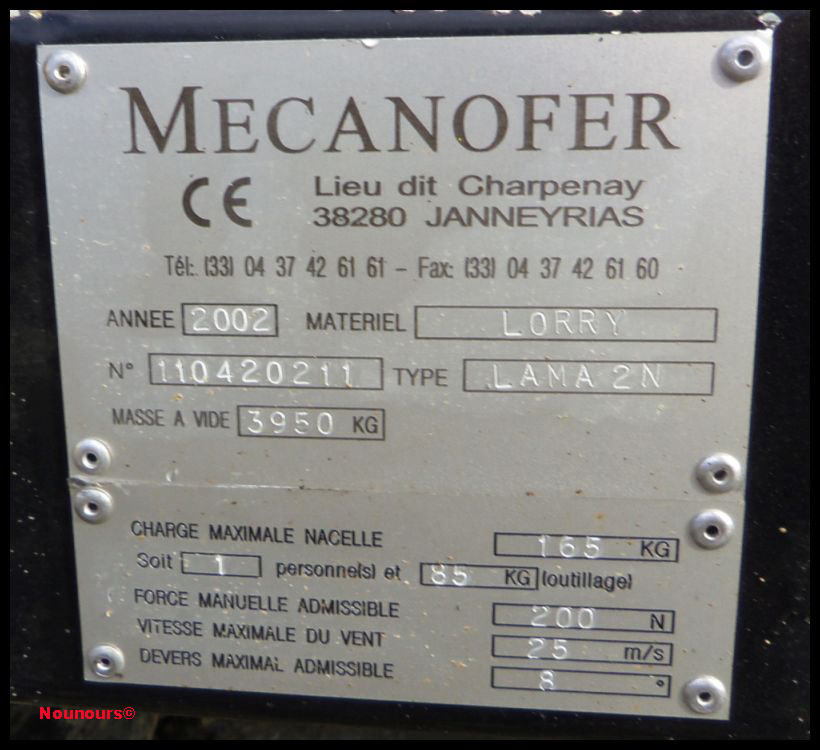 MECANOFER
CE Lieu dit Charpenay
38280 JANNEYRIAS
Tél:. (33) 04 37 42 61 61 - Fax: (33) 04 37 42 61 60
ANNEE 2002 MATERIEL LORRY
N° 110420211 TYPE LAMA 2N
MASSE A VIDE 3950 KG
CHARGE MAXIMALE NACELLE 165 KG
Soit 1 personne(s) et 85 KG (outillage)
FORCE MANUELLE ADMISSIBLE 200 N
VITESSE MAXIMALE DU VENT 25 m/s
DEVERS MAXIMAL ADMISSIBLE 8 °
Nounours©